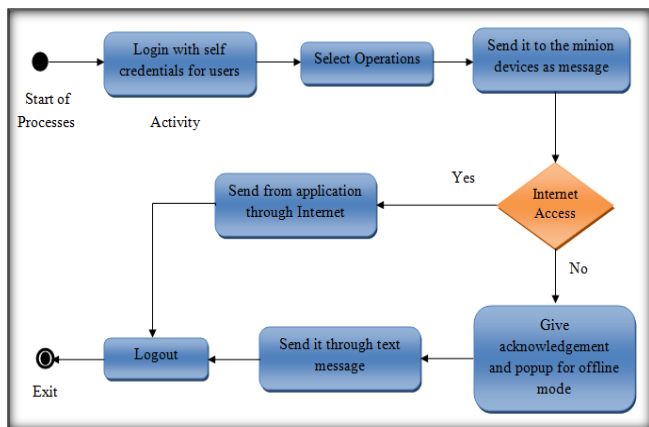 Login with self
credentials for users
Select Operations
Send it to the minion
devices as message
Start of
Processes
Activity
Yes
Send from application
through Internet
Internet
Access
No
Give
acknowledgement
and popup for offline
mode
Send it through text
message
Logout
Exit